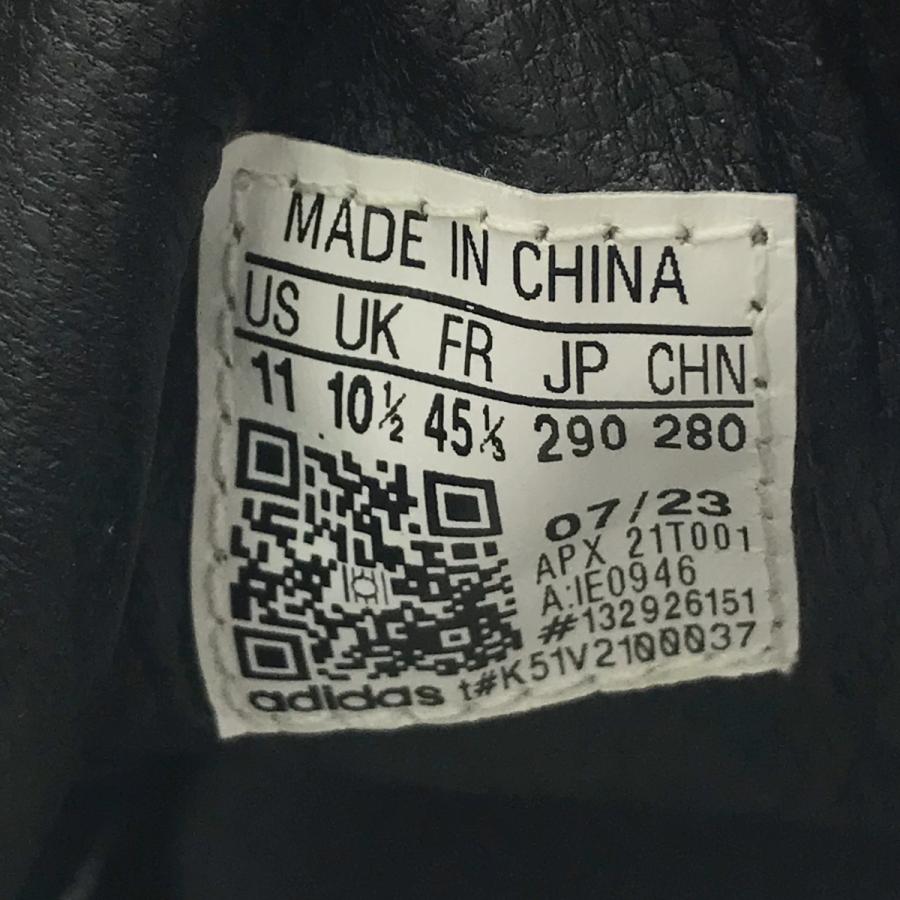 MADE IN CHINA
US UK FR JP CHN
11 10½ 45⅓ 290 280
07/23
APX 21T001
A:IE0946
#132926151
adidas t#K51V2100037